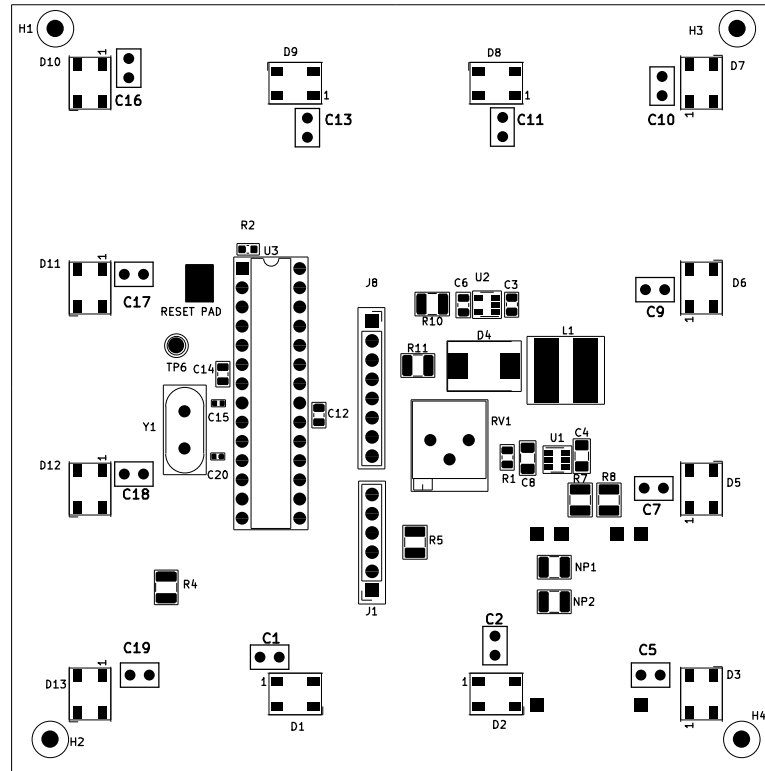 H1
H3
D10
1
C16
D9
1
C13
D8
1
C11
C10
D7
1
R2
U3
D11
1
C17
RESET PAD
TP6
C14
C15
Y1
C20
C12
J8
R10
C6
U2
C3
D4
L1
R11
RV1
R1
C8
U1
C4
R7
R8
C9
D6
1
D12
1
C18
C7
D5
1
R5
J1
NP1
NP2
R4
C19
D13
1
H2
C1
1
D1
C2
1
D2
C5
D3
1
H4